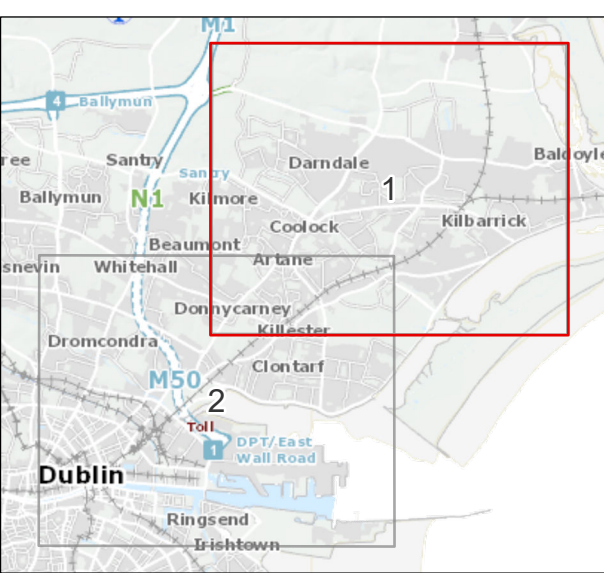 M1
4 Ballymun
ree
Santry
Darndale
Baldoyle
Santry
1
Ballymun
N1
Kilmore
Coolock
Kilbarrick
Beaumont
Artane
snevin
Whitehall
Donnycarney
Killester
Dromcondra
Clontarf
M50
2
Toll
1
DPT/East
Wall Road
Dublin
Ringsend
Irishtown